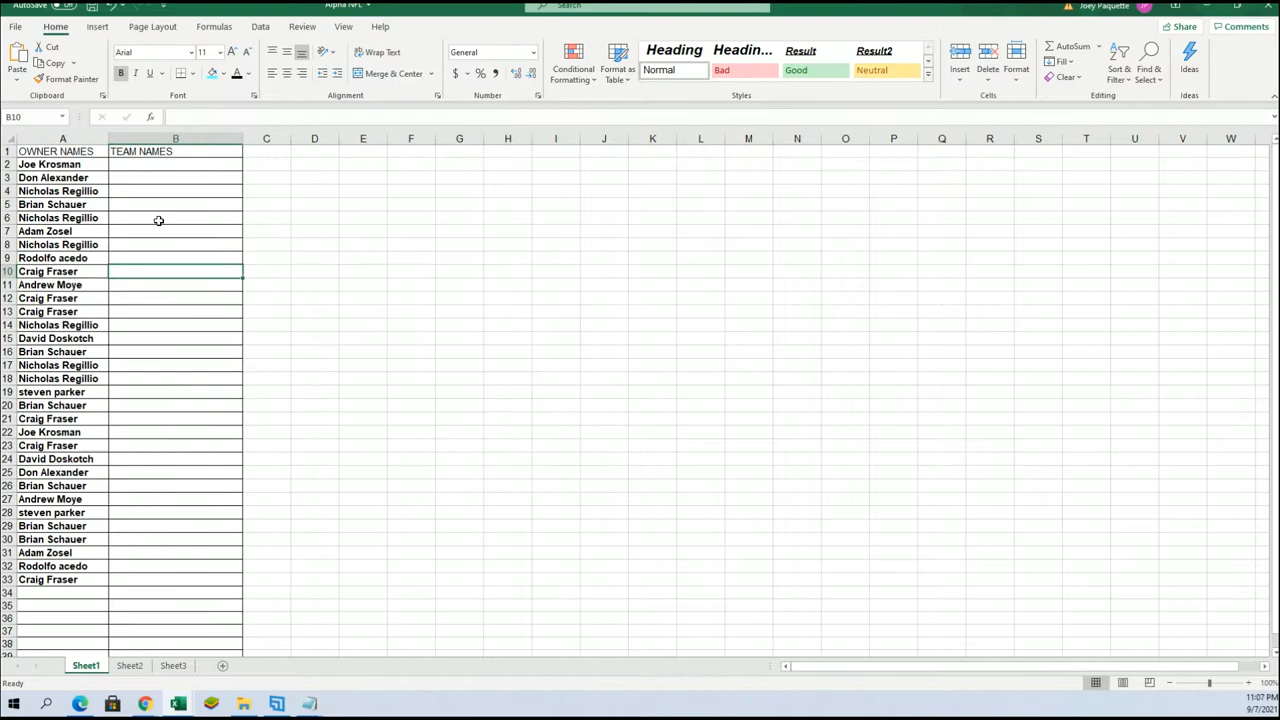 AutoSave Off Alpha NFL Search Joey Paquette JP
File Home Insert Page Layout Formulas Data Review View Share Comments
Paste Cut Copy Format Painter Clipboard
Arial 11 B I U Font
Wrap Text Merge & Center Alignment
General $ % Number
Conditional Formatting Format as Table
Heading Headin... Result Result2
Normal Bad Good Neutral
Styles
Insert Delete Format Cells
AutoSum Fill Clear Sort & Filter Find & Select Editing
Ideas Ideas
B10 fx
A B C D E F G H I J K L M N O P Q R S T U V W
1 OWNER NAMES TEAM NAMES
2 Joe Krosman
3 Don Alexander
4 Nicholas Regillio
5 Brian Schauer
6 Nicholas Regillio
7 Adam Zosel
8 Nicholas Regillio
9 Rodolfo acedo
10 Craig Fraser
11 Andrew Moye
12 Craig Fraser
13 Craig Fraser
14 Nicholas Regillio
15 David Doskotch
16 Brian Schauer
17 Nicholas Regillio
18 Nicholas Regillio
19 steven parker
20 Brian Schauer
21 Craig Fraser
22 Joe Krosman
23 Craig Fraser
24 David Doskotch
25 Don Alexander
26 Brian Schauer
27 Andrew Moye
28 steven parker
29 Brian Schauer
30 Brian Schauer
31 Adam Zosel
32 Rodolfo acedo
33 Craig Fraser
34
35
36
37
38
39
Sheet1 Sheet2 Sheet3
Ready 100%
11:07 PM
9/7/2021